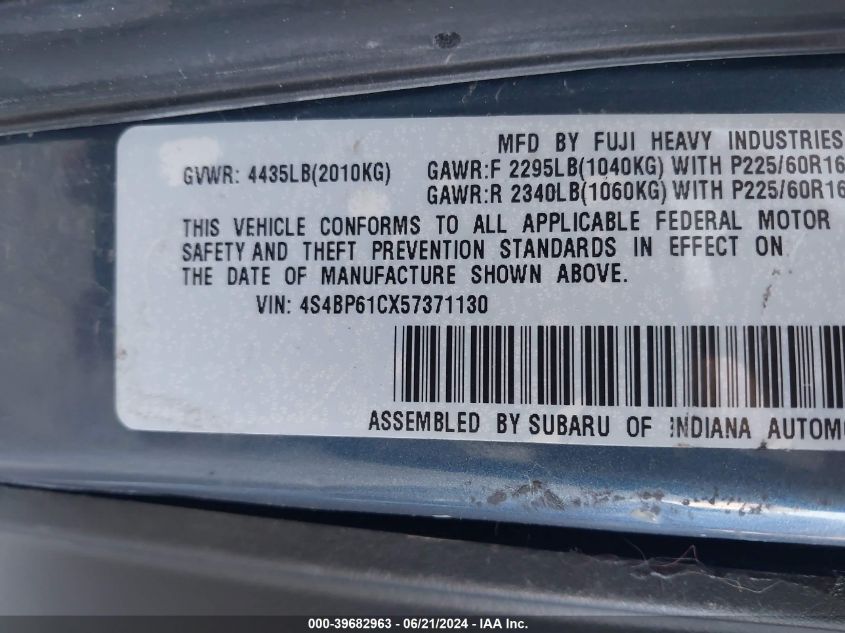 MFD BY FUJI HEAVY INDUSTRIES
GVWR: 4435LB(2010KG) GAWR:F 2295LB(1040KG) WITH P225/60R16
GAWR:R 2340LB(1060KG) WITH P225/60R16
THIS VEHICLE CONFORMS TO ALL APPLICABLE FEDERAL MOTOR
SAFETY AND THEFT PREVENTION STANDARDS IN EFFECT ON
THE DATE OF MANUFACTURE SHOWN ABOVE.
VIN: 4S4BP61CX57371130
ASSEMBLED BY SUBARU OF INDIANA AUTOM
000-39682963 - 06/21/2024 - IAA Inc.